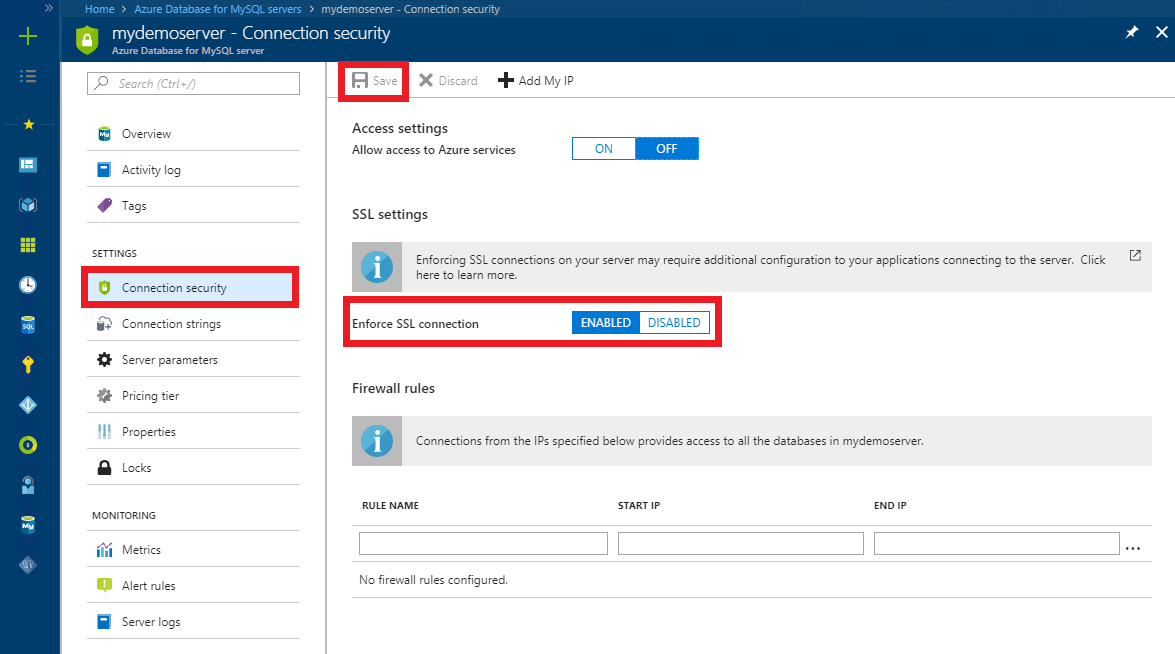 Home > Azure Database for MySQL servers > mydemoserver - Connection security
mydemoserver - Connection security
Azure Database for MySQL server
Search (Ctrl+/)
Overview
Activity log
Tags
SETTINGS
Connection security
Connection strings
Server parameters
Pricing tier
Properties
Locks
MONITORING
Metrics
Alert rules
Server logs
Save Discard Add My IP
Access settings
Allow access to Azure services ON OFF
SSL settings
Enforcing SSL connections on your server may require additional configuration to your applications connecting to the server. Click
here to learn more.
Enforce SSL connection ENABLED DISABLED
Firewall rules
Connections from the IPs specified below provides access to all the databases in mydemoserver.
RULE NAME START IP END IP
...
No firewall rules configured.
SQL
My